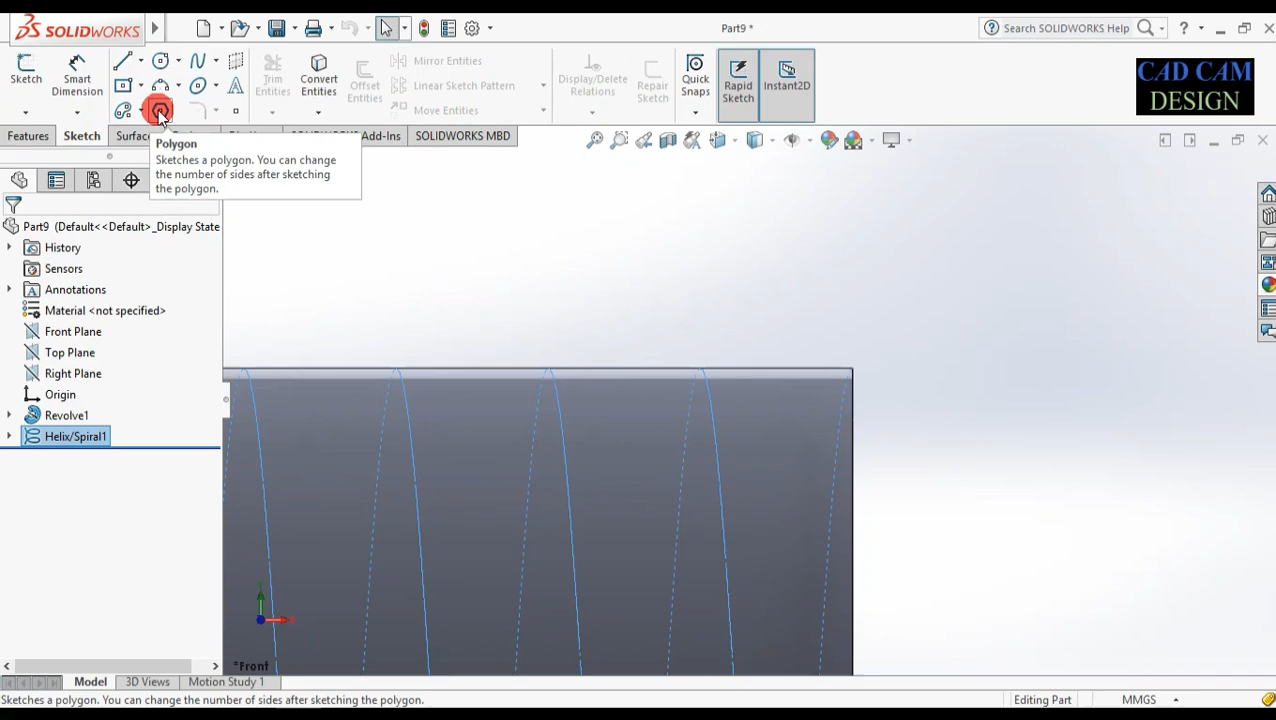 SOLIDWORKS
Part9 *
Search SOLIDWORKS Help
?
Sketch
Smart
Dimension
Trim
Entities
Convert
Entities
Offset
Entities
Mirror Entities
Linear Sketch Pattern
Move Entities
Display/Delete
Relations
Repair
Sketch
Quick
Snaps
Rapid
Sketch
Instant2D
CAD CAM
DESIGN
Features
Sketch
SOLIDWORKS MBD
Polygon
Sketches a polygon. You can change
the number of sides after sketching
the polygon.
Part9 (Default<<Default>_Display State
History
Sensors
Annotations
Material <not specified>
Front Plane
Top Plane
Right Plane
Origin
Revolve1
Helix/Spiral1
*Front
Model
3D Views
Motion Study 1
Sketches a polygon. You can change the number of sides after sketching the polygon.
Editing Part
MMGS